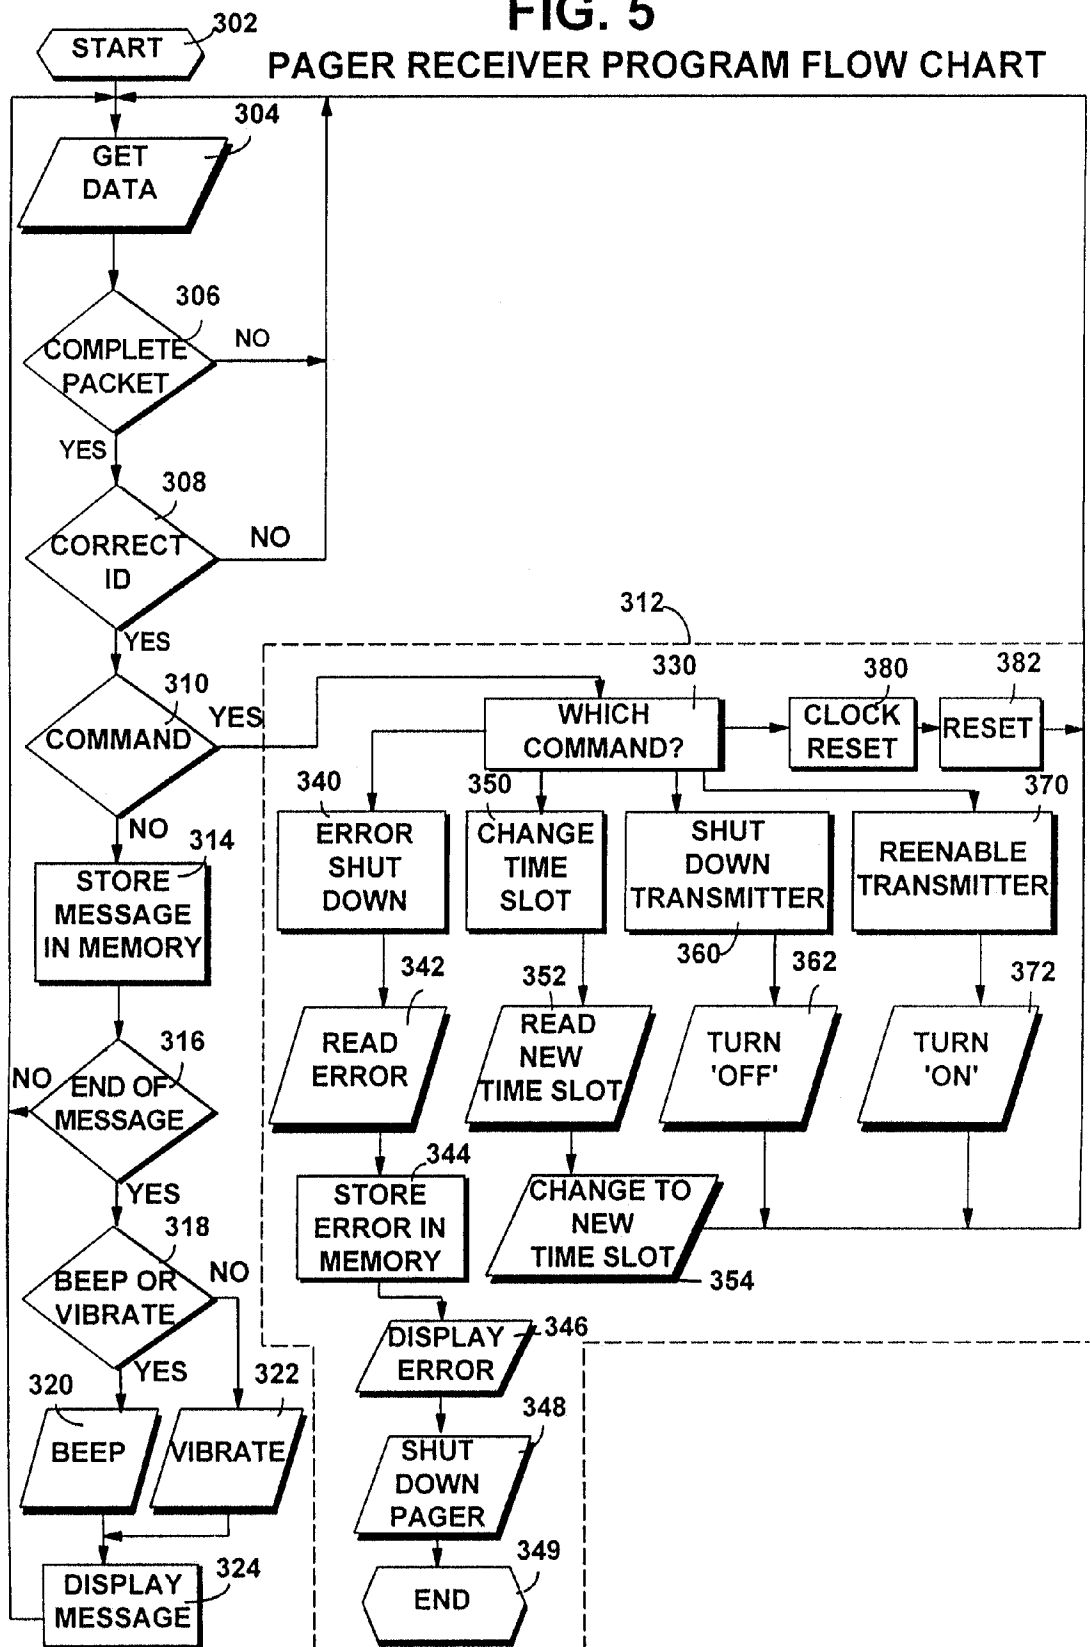 FIG. 5
PAGER RECEIVER PROGRAM FLOW CHART
302
START
304
GET
DATA
306
COMPLETE
PACKET
NO
YES
308
CORRECT
ID
NO
YES
310
COMMAND
YES
NO
314
STORE
MESSAGE
IN MEMORY
316
END OF
MESSAGE
NO
YES
318
BEEP OR
VIBRATE
NO
YES
320
BEEP
322
VIBRATE
324
DISPLAY
MESSAGE
312
330
WHICH
COMMAND?
380
CLOCK
RESET
382
RESET
340
ERROR
SHUT
DOWN
350
CHANGE
TIME
SLOT
SHUT
DOWN
TRANSMITTER
360
370
REENABLE
TRANSMITTER
342
READ
ERROR
352
READ
NEW
TIME SLOT
362
TURN
'OFF'
372
TURN
'ON'
344
STORE
ERROR IN
MEMORY
CHANGE TO
NEW
TIME SLOT
354
346
DISPLAY
ERROR
348
SHUT
DOWN
PAGER
349
END